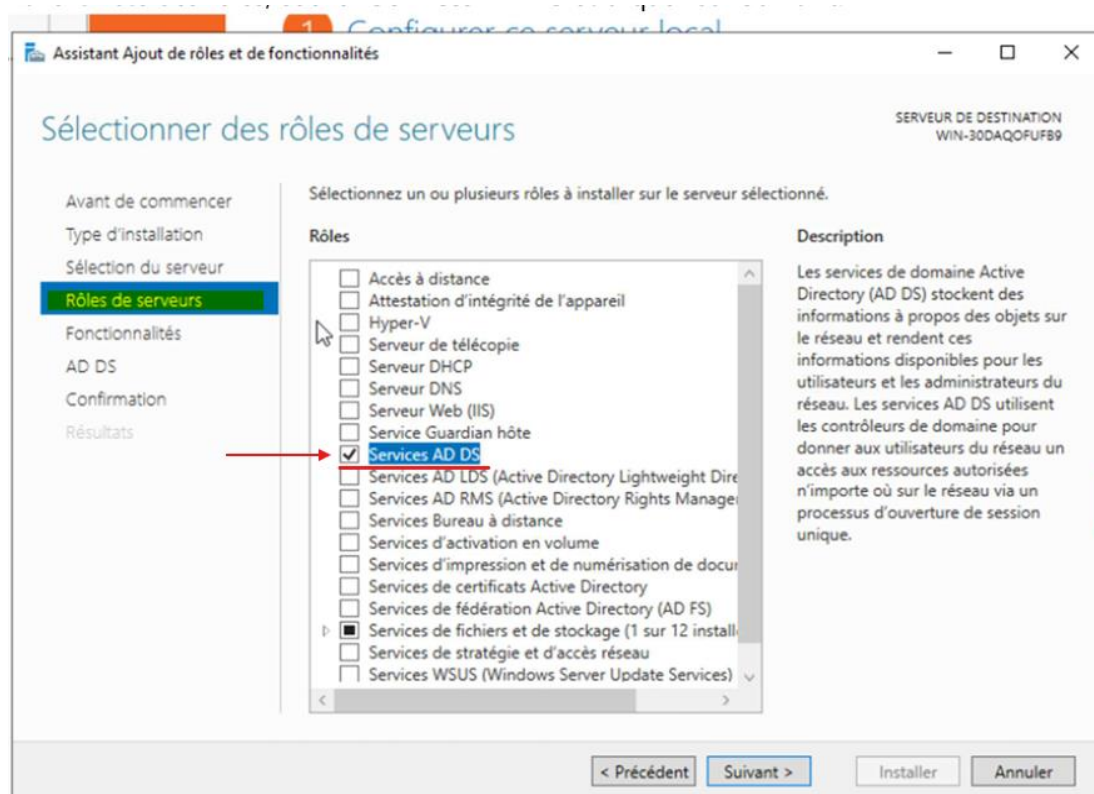 1 Configurer ce serveur local
Assistant Ajout de rôles et de fonctionnalités
Sélectionner des rôles de serveurs
SERVEUR DE DESTINATION
WIN-30DAQOFUFB9
Avant de commencer
Type d'installation
Sélection du serveur
Rôles de serveurs
Fonctionnalités
AD DS
Confirmation
Résultats
Sélectionnez un ou plusieurs rôles à installer sur le serveur sélectionné.
Rôles
Accès à distance
Attestation d'intégrité de l'appareil
Hyper-V
Serveur de télécopie
Serveur DHCP
Serveur DNS
Serveur Web (IIS)
Service Guardian hôte
Services AD DS
Services AD LDS (Active Directory Lightweight Dire
Services AD RMS (Active Directory Rights Manage
Services Bureau à distance
Services d'activation en volume
Services d'impression et de numérisation de docu
Services de certificats Active Directory
Services de fédération Active Directory (AD FS)
Services de fichiers et de stockage (1 sur 12 install
Services de stratégie et d'accès réseau
Services WSUS (Windows Server Update Services)
Description
Les services de domaine Active
Directory (AD DS) stockent des
informations à propos des objets sur
le réseau et rendent ces
informations disponibles pour les
utilisateurs et les administrateurs du
réseau. Les services AD DS utilisent
les contrôleurs de domaine pour
donner aux utilisateurs du réseau un
accès aux ressources autorisées
n'importe où sur le réseau via un
processus d'ouverture de session
unique.
< Précédent
Suivant >
Installer
Annuler